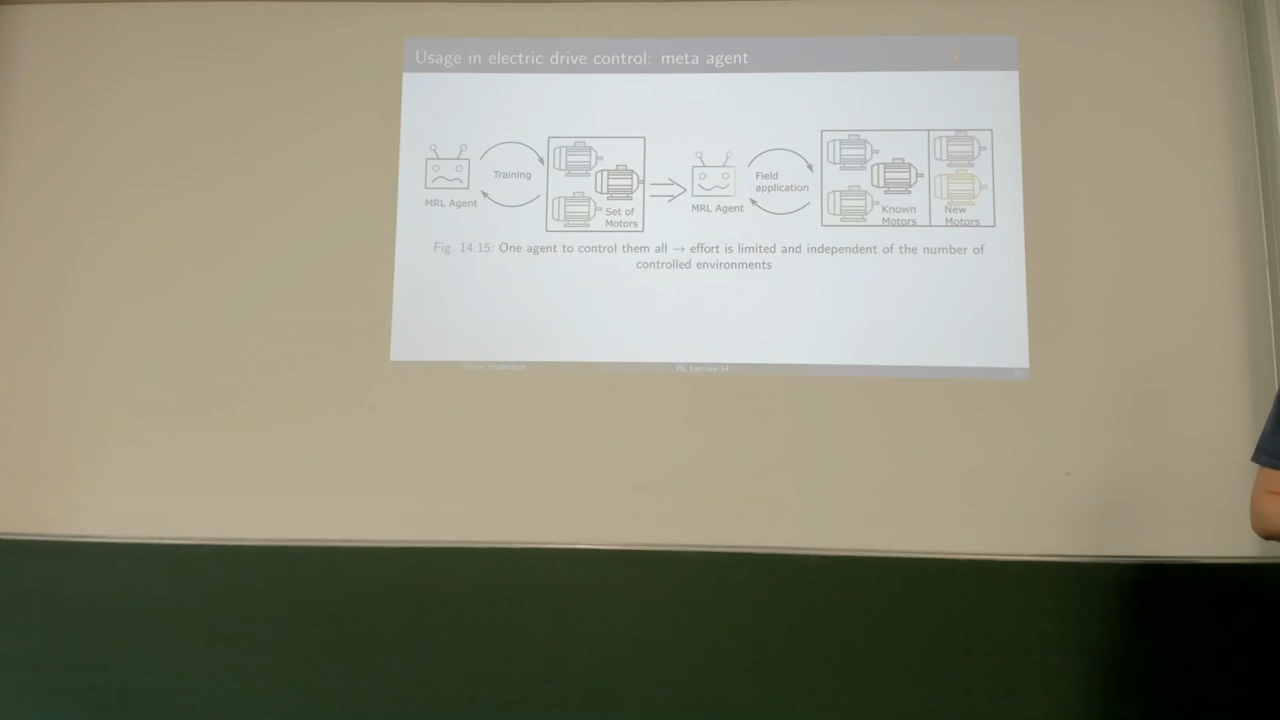 Usage in electric drive control: meta agent
MRL Agent
Training
Set of
Motors
MRL Agent
Field
application
Known
Motors
New
Motors
Fig. 14.15: One agent to control them all → effort is limited and independent of the number of
controlled environments
RL Lecture 14